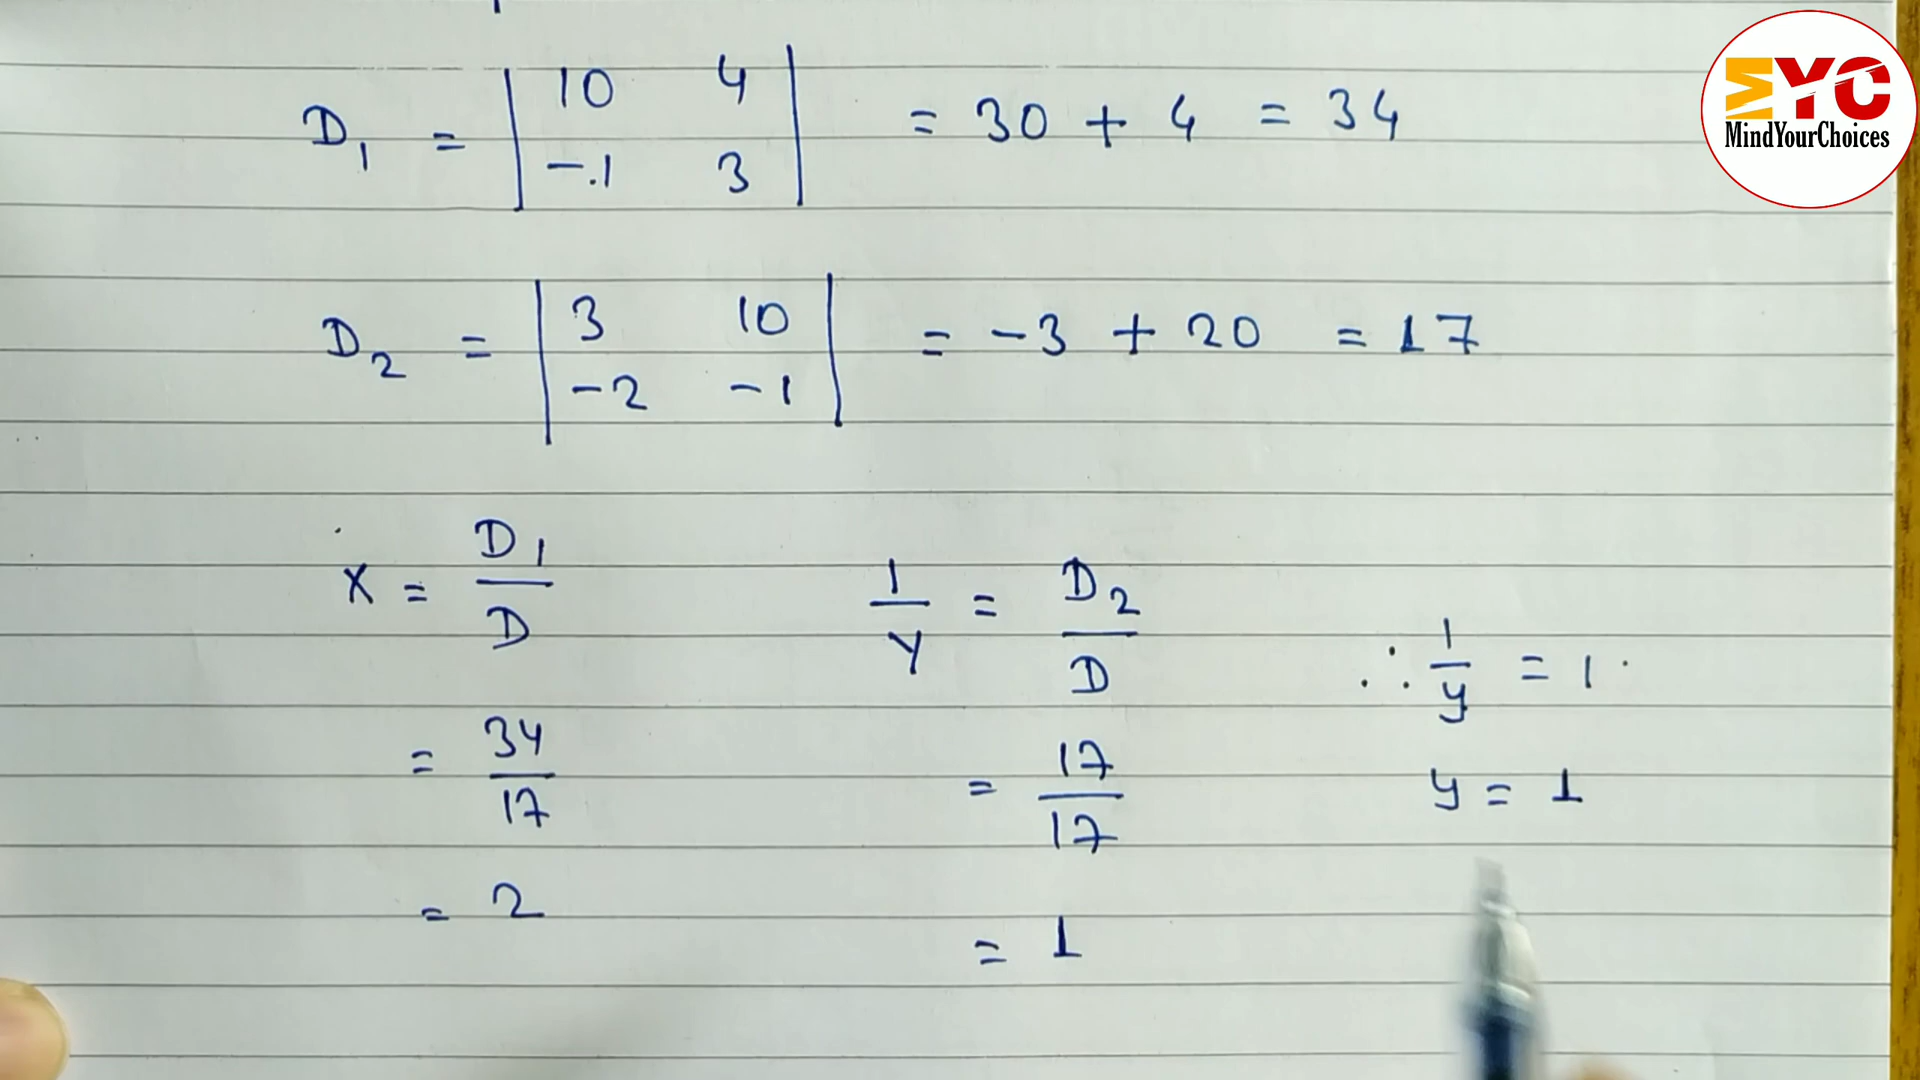 MYC
MindYourChoices
D₁ = | 10 4 | = 30 + 4 = 34
| -1 3 |
D₂ = | 3 10 | = -3 + 20 = 17
| -2 -1 |
X = D₁/D
= 34/17
= 2
1/Y = D₂/D
= 17/17
= 1
∴ 1/y = 1
y = 1